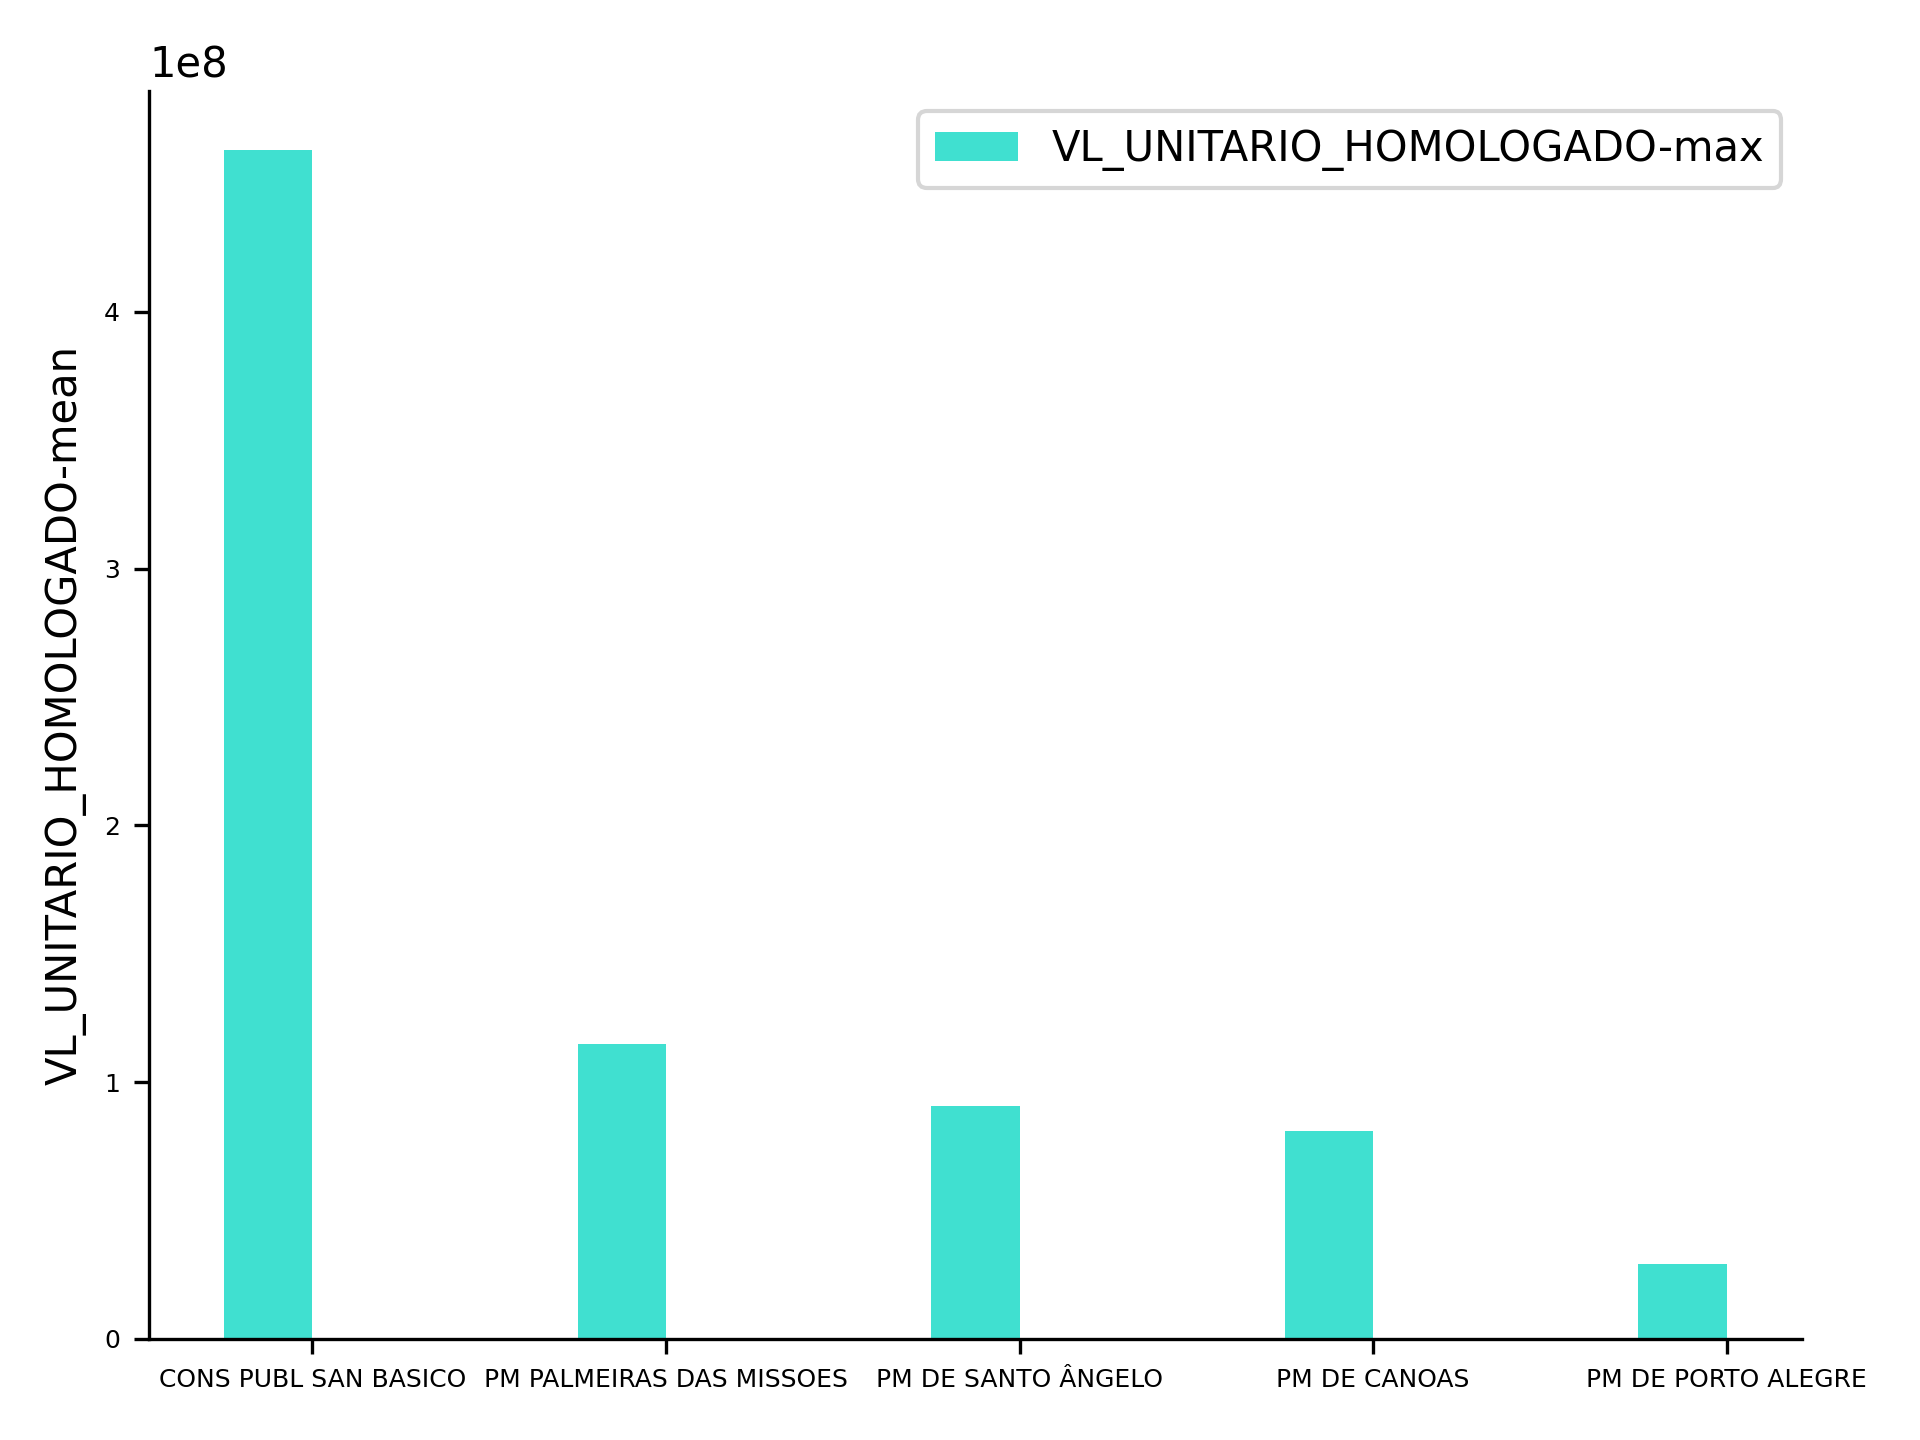 1e8
VL_UNITARIO_HOMOLOGADO-max
VL_UNITARIO_HOMOLOGADO-mean
4
3
2
1
0
CONS PUBL SAN BASICO PM PALMEIRAS DAS MISSOES PM DE SANTO ÂNGELO PM DE CANOAS PM DE PORTO ALEGRE